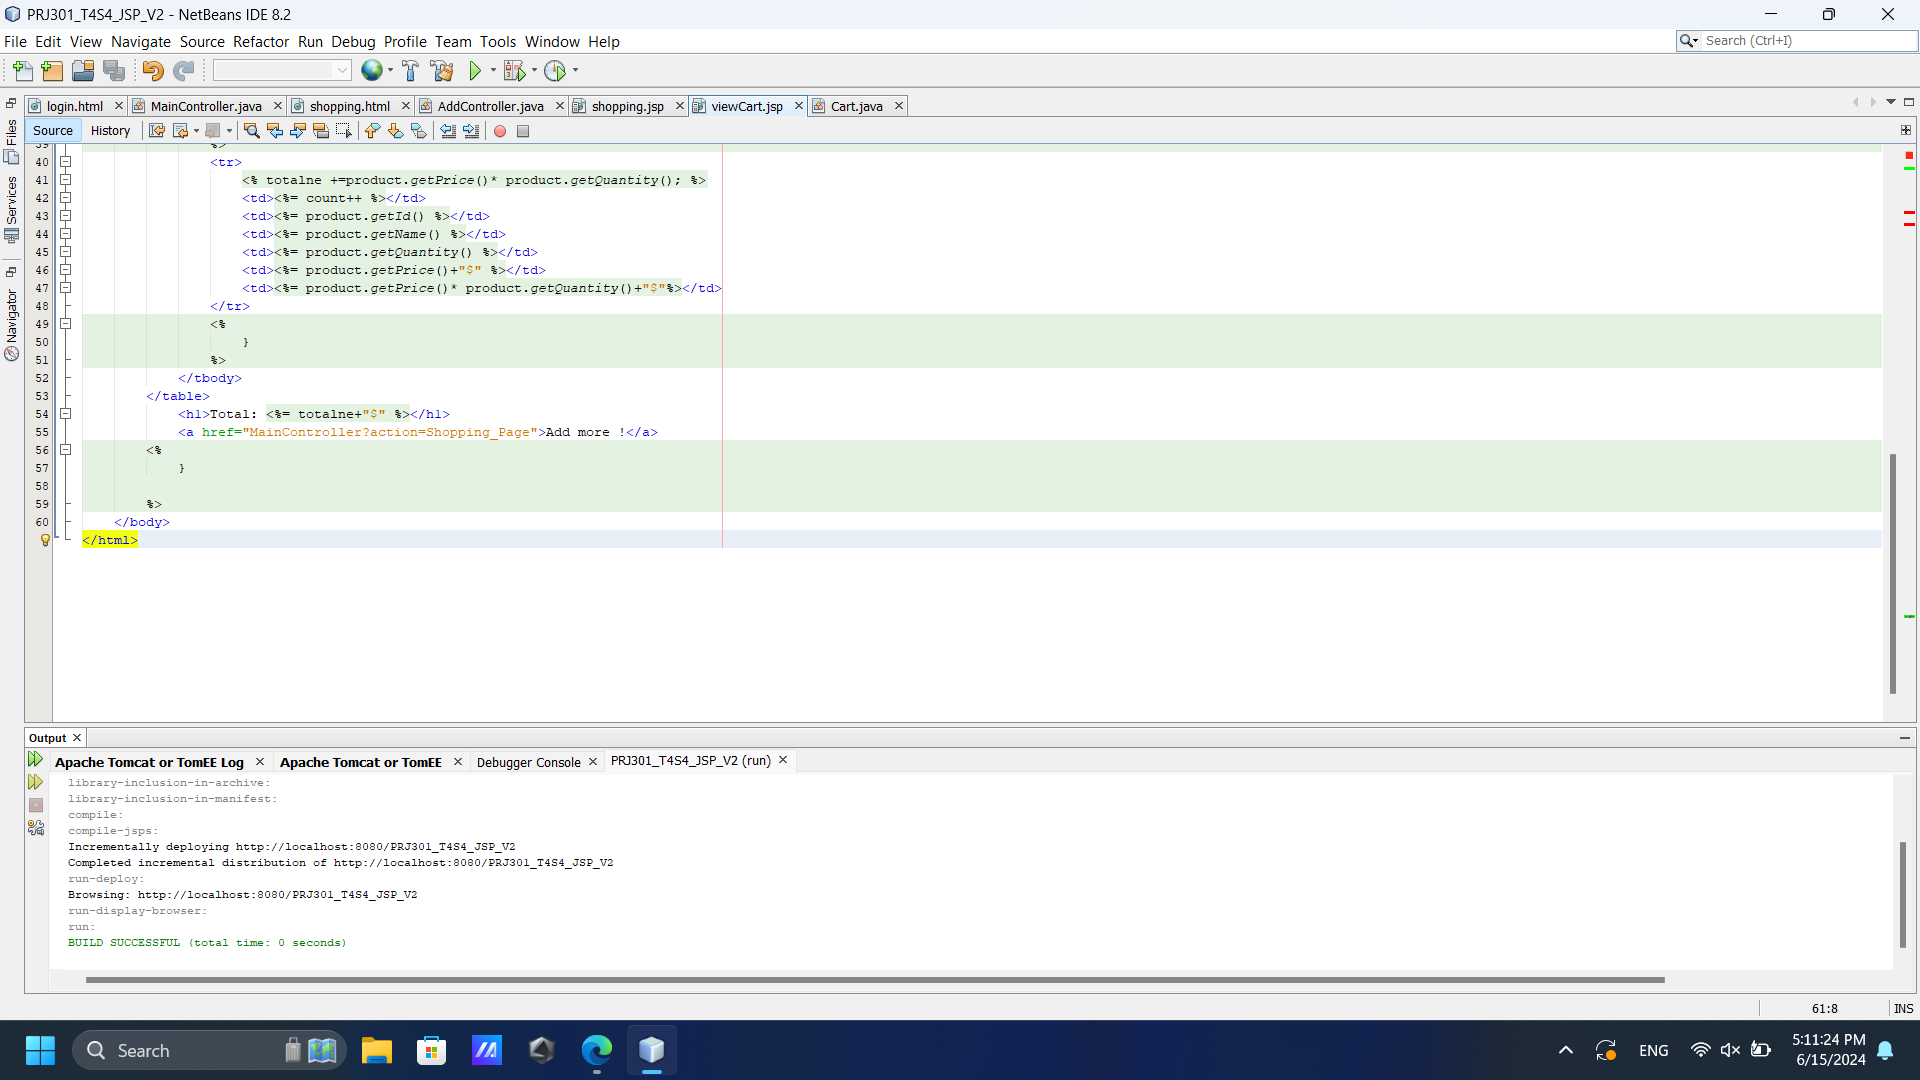 PRJ301_T4S4_JSP_V2 - NetBeans IDE 8.2
File Edit View Navigate Source Refactor Run Debug Profile Team Tools Window Help
Search (Ctrl+I)
login.html MainController.java shopping.html AddController.java shopping.jsp viewCart.jsp Cart.java
Source History
Files
Services
Navigator
39 %>
40 <tr>
41 <% totalne +=product.getPrice()* product.getQuantity(); %>
42 <td><%= count++ %></td>
43 <td><%= product.getId() %></td>
44 <td><%= product.getName() %></td>
45 <td><%= product.getQuantity() %></td>
46 <td><%= product.getPrice()+"$" %></td>
47 <td><%= product.getPrice()* product.getQuantity()+"$"%></td>
48 </tr>
49 <%
50 }
51 %>
52 </tbody>
53 </table>
54 <h1>Total: <%= totalne+"$" %></h1>
55 <a href="MainController?action=Shopping_Page">Add more !</a>
56 <%
57 }
58
59 %>
60 </body>
</html>
Output
Apache Tomcat or TomEE Log Apache Tomcat or TomEE Debugger Console PRJ301_T4S4_JSP_V2 (run)
library-inclusion-in-archive:
library-inclusion-in-manifest:
compile:
compile-jsps:
Incrementally deploying http://localhost:8080/PRJ301_T4S4_JSP_V2
Completed incremental distribution of http://localhost:8080/PRJ301_T4S4_JSP_V2
run-deploy:
Browsing: http://localhost:8080/PRJ301_T4S4_JSP_V2
run-display-browser:
run:
BUILD SUCCESSFUL (total time: 0 seconds)
61:8 INS
Search
ENG
5:11:24 PM
6/15/2024